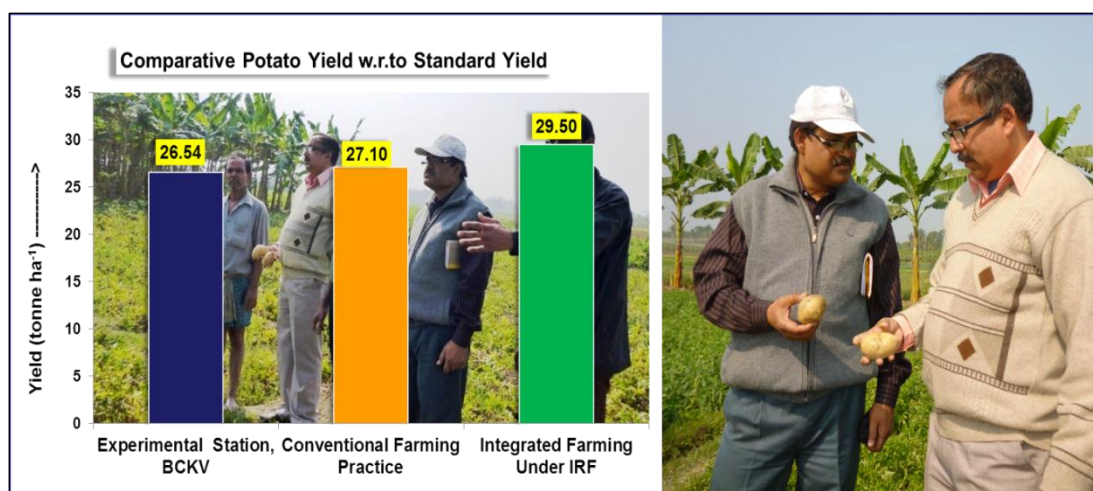 Comparative Potato Yield w.r.to Standard Yield
Yield (tonne ha⁻¹) ----------->
35
30
25
20
15
10
5
0
26.54
27.10
29.50
Experimental Station, BCKV
Conventional Farming Practice
Integrated Farming Under IRF